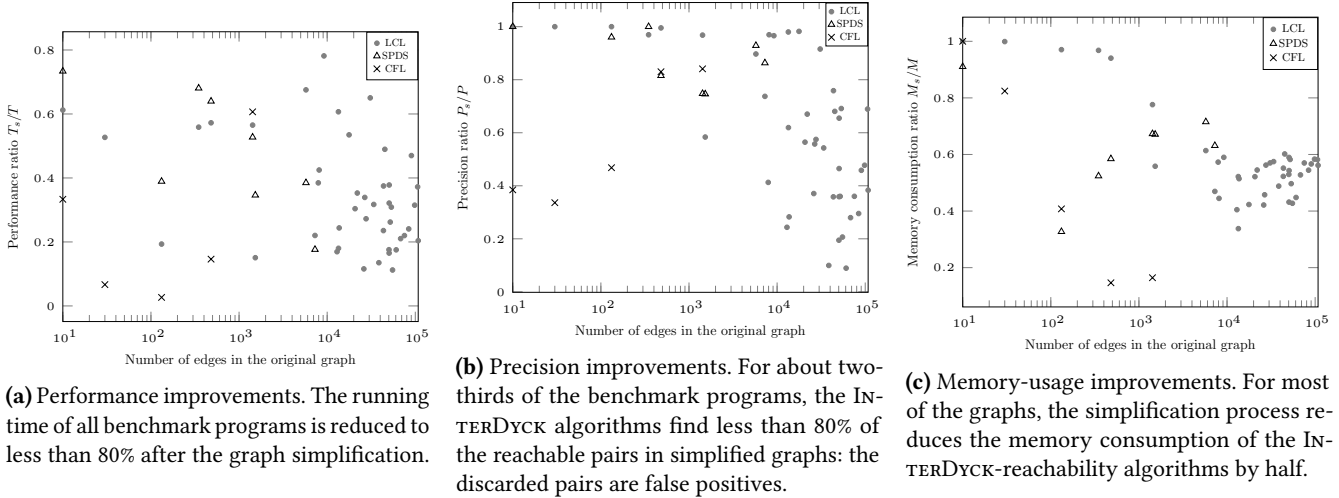 LCL
SPDS
CFL
0.8
0.6
0.4
0.2
0
Performance ratio T_s/T
10^1
10^2
10^3
10^4
10^5
Number of edges in the original graph
(a) Performance improvements. The running
time of all benchmark programs is reduced to
less than 80% after the graph simplification.
LCL
SPDS
CFL
1
0.8
0.6
0.4
0.2
0
Precision ratio P_s/P
10^1
10^2
10^3
10^4
10^5
Number of edges in the original graph
(b) Precision improvements. For about two-
thirds of the benchmark programs, the IN-
TERDYCK algorithms find less than 80% of
the reachable pairs in simplified graphs: the
discarded pairs are false positives.
LCL
SPDS
CFL
1
0.8
0.6
0.4
0.2
Memory consumption ratio M_s/M
10^1
10^2
10^3
10^4
10^5
Number of edges in the original graph
(c) Memory-usage improvements. For most
of the graphs, the simplification process re-
duces the memory consumption of the IN-
TERDYCK-reachability algorithms by half.